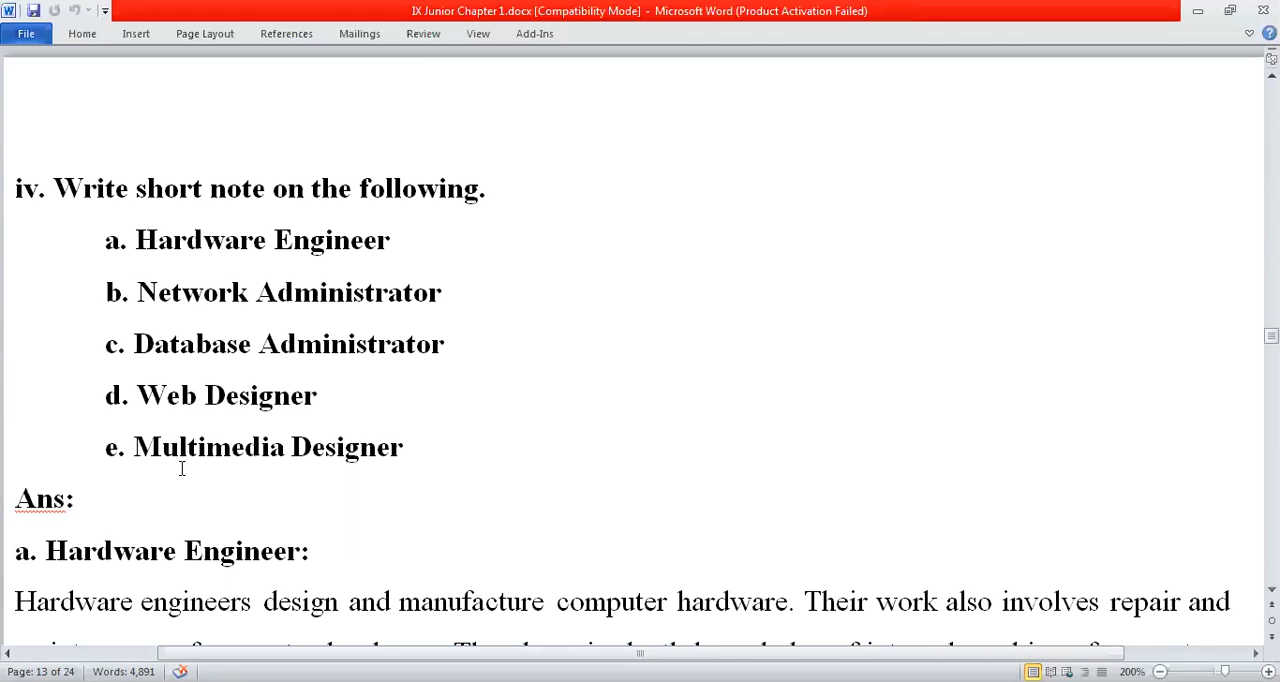 IX Junior Chapter 1.docx [Compatibility Mode] - Microsoft Word (Product Activation Failed)
File Home Insert Page Layout References Mailings Review View Add-Ins
iv. Write short note on the following.
a. Hardware Engineer
b. Network Administrator
c. Database Administrator
d. Web Designer
e. Multimedia Designer
Ans:
a. Hardware Engineer:
Hardware engineers design and manufacture computer hardware. Their work also involves repair and
Page: 13 of 24 Words: 4,891 200%